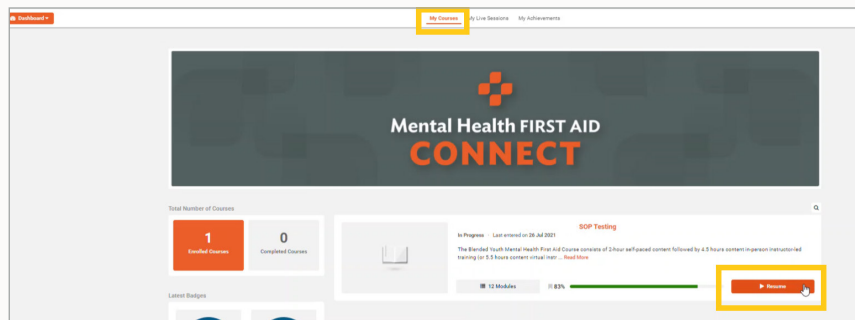 Dashboard
My Courses
My Live Sessions
My Achievements
Mental Health FIRST AID
CONNECT
Total Number of Courses
1
Enrolled Courses
0
Completed Courses
SOP Testing
In Progress - Last entered on 26 Jul 2021
The Blended Youth Mental Health First Aid Course consists of 2-hour self-paced content followed by 4.5 hours content in-person instructor-led
training (or 5.5 hours content virtual instr ... Read More
12 Modules
83%
Resume
Latest Badges